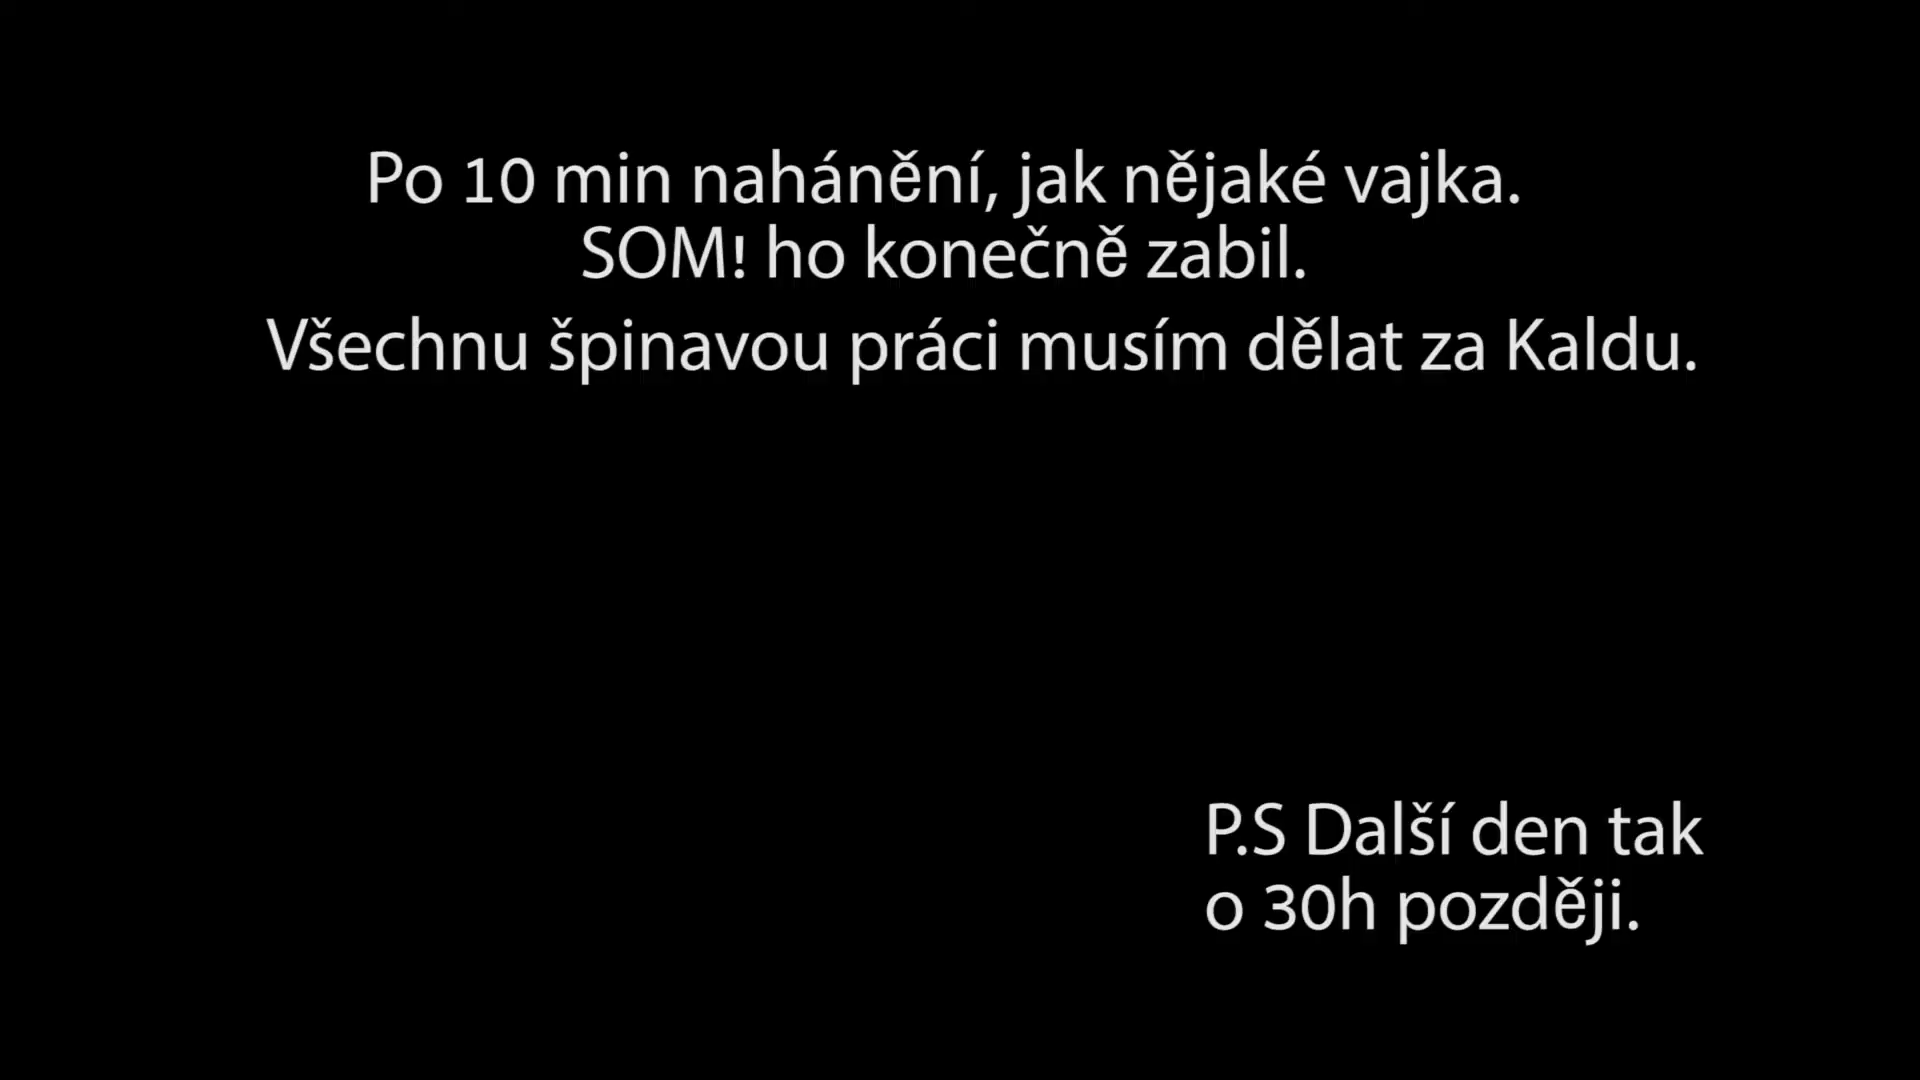 Po 10 min nahánění, jak nějaké vajka.
SOM! ho konečně zabil.
Všechnu špinavou práci musím dělat za Kaldu.
P.S Další den tak
o 30h později.